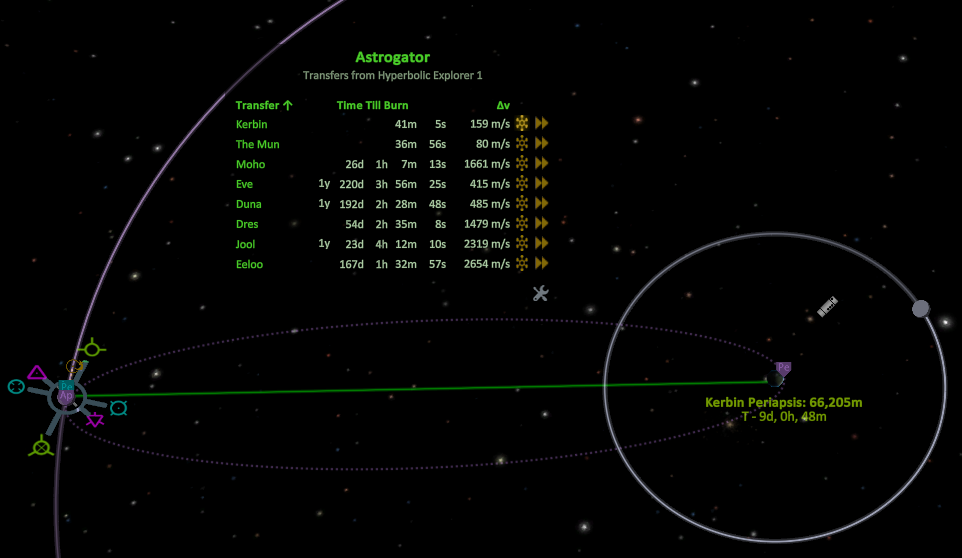 Astrogator
Transfers from Hyperbolic Explorer 1
Transfer ↑ Time Till Burn Δv
Kerbin 41m 5s 159 m/s
The Mun 36m 56s 80 m/s
Moho 26d 1h 7m 13s 1661 m/s
Eve 1y 220d 3h 56m 25s 415 m/s
Duna 1y 192d 2h 28m 48s 485 m/s
Dres 54d 2h 35m 8s 1479 m/s
Jool 1y 23d 4h 12m 10s 2319 m/s
Eeloo 167d 1h 32m 57s 2654 m/s
Pe
Ap
Kerbin Periapsis: 66,205m
T - 9d, 0h, 48m